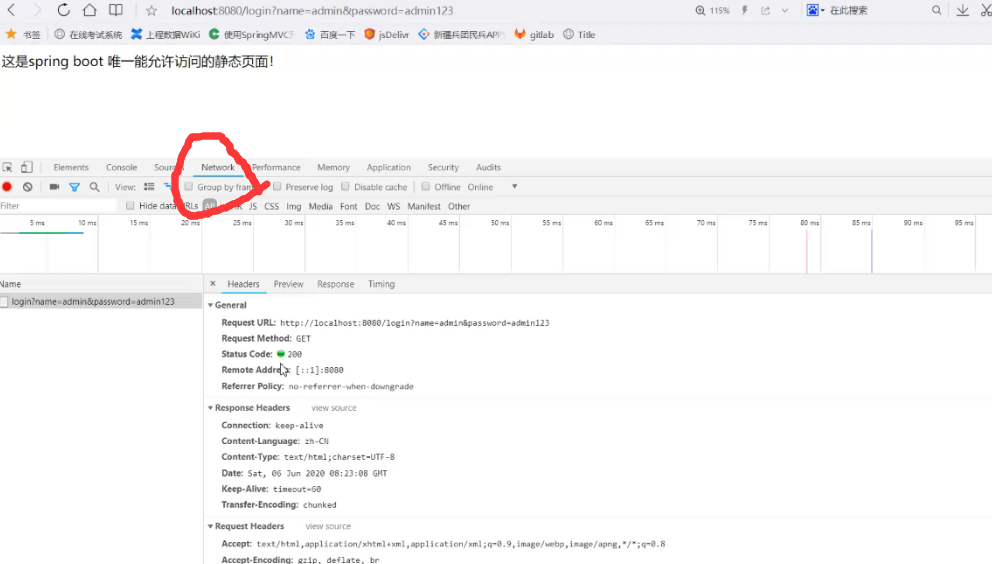 localhost:8080/login?name=admin&password=admin123
115%
在此搜索
书签 在线考试系统 上程数据WiKi 使用SpringMVC 百度一下 jsDelivr 新疆兵团民兵APP gitlab Title
这是spring boot 唯一能允许访问的静态页面！
Elements Console Sour Network Performance Memory Application Security Audits
View: Group by fram Preserve log Disable cache Offline Online
Filter Hide data URLs All XHR JS CSS Img Media Font Doc WS Manifest Other
5 ms 10 ms 15 ms 20 ms 25 ms 30 ms 35 ms 40 ms 45 ms 50 ms 55 ms 60 ms 65 ms 70 ms 75 ms 80 ms 85 ms 90 ms 95 ms
Name
× Headers Preview Response Timing
login?name=admin&password=admin123
General
Request URL: http://localhost:8080/login?name=admin&password=admin123
Request Method: GET
Status Code: 200
Remote Address: [::1]:8080
Referrer Policy: no-referrer-when-downgrade
Response Headers view source
Connection: keep-alive
Content-Language: zh-CN
Content-Type: text/html;charset=UTF-8
Date: Sat, 06 Jun 2020 08:23:08 GMT
Keep-Alive: timeout=60
Transfer-Encoding: chunked
Request Headers view source
Accept: text/html,application/xhtml+xml,application/xml;q=0.9,image/webp,image/apng,*/*;q=0.8
Accept-Encoding: gzip, deflate, br